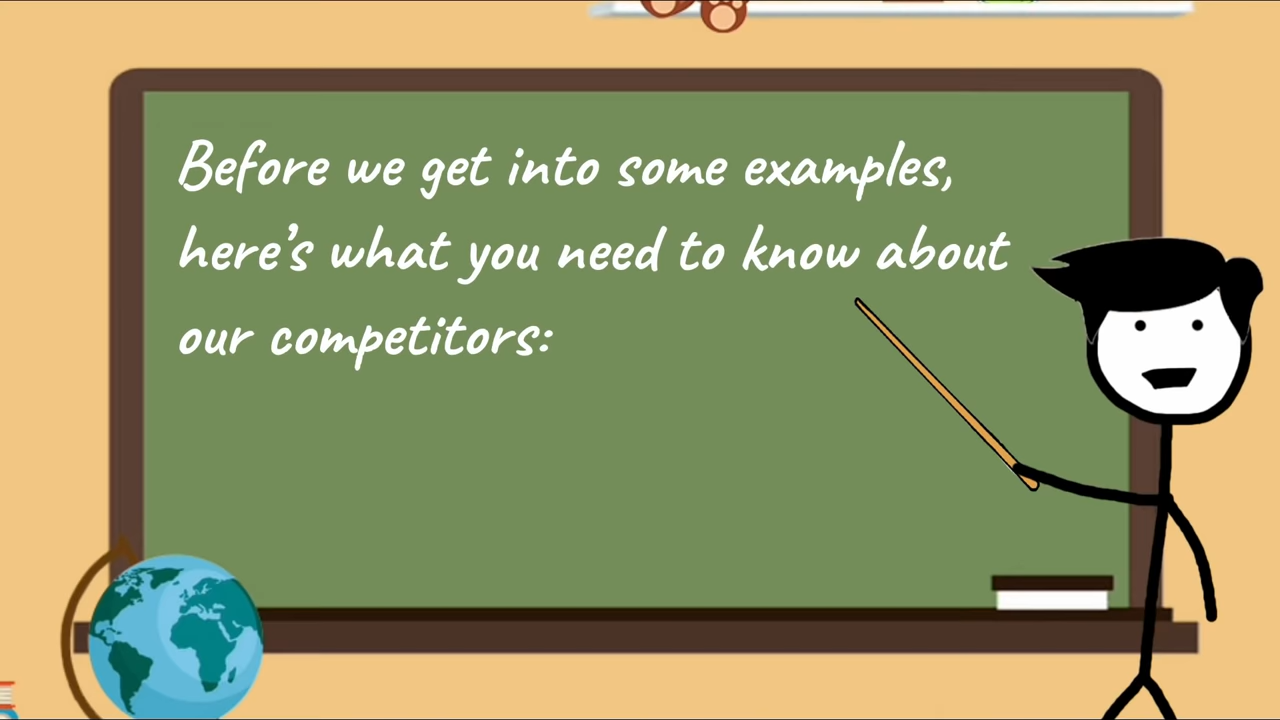 Before we get into some examples,
here's what you need to know about
our competitors: